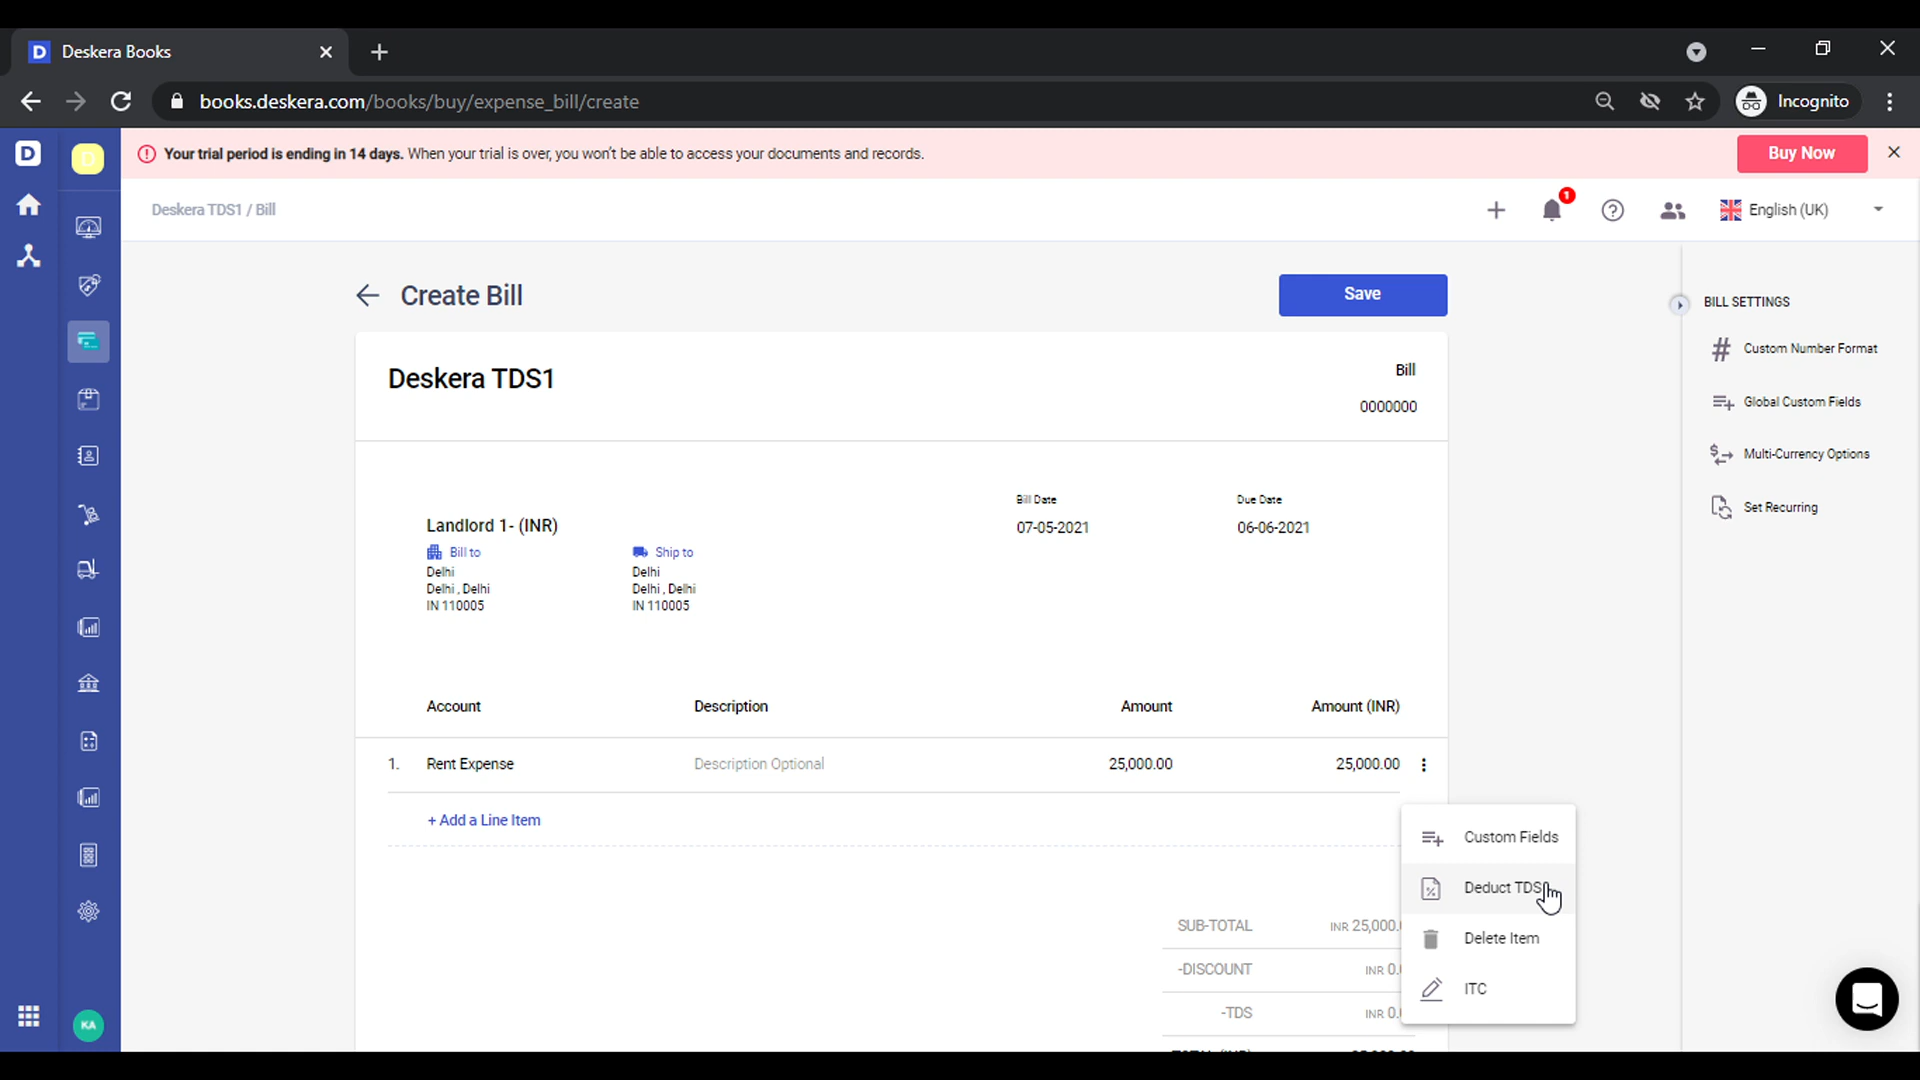 D Deskera Books
books.deskera.com/books/buy/expense_bill/create
Incognito
D
D
Your trial period is ending in 14 days. When your trial is over, you won't be able to access your documents and records.
Buy Now
Deskera TDS1 / Bill
1
English (UK)
Create Bill
Save
BILL SETTINGS
Custom Number Format
Global Custom Fields
Multi-Currency Options
Set Recurring
Deskera TDS1
Bill
0000000
Bill Date
Due Date
Landlord 1- (INR)
07-05-2021
06-06-2021
Bill to
Ship to
Delhi
Delhi
Delhi , Delhi
Delhi , Delhi
IN 110005
IN 110005
Account
Description
Amount
Amount (INR)
1. Rent Expense
Description Optional
25,000.00
25,000.00
+ Add a Line Item
Custom Fields
Deduct TDS
Delete Item
ITC
SUB-TOTAL
INR 25,000.
-DISCOUNT
INR 0.
-TDS
INR 0.
KA